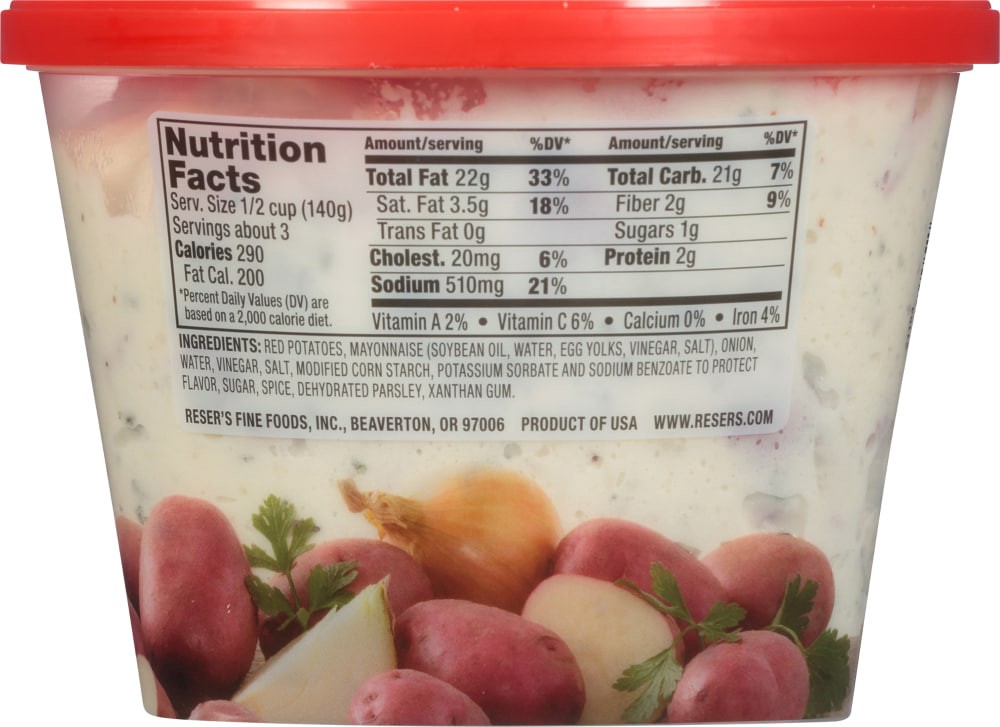 Nutrition
Facts
Serv. Size 1/2 cup (140g)
Servings about 3
Calories 290
Fat Cal. 200
*Percent Daily Values (DV) are
based on a 2,000 calorie diet.
Amount/serving %DV* Amount/serving %DV*
Total Fat 22g 33% Total Carb. 21g 7%
Sat. Fat 3.5g 18% Fiber 2g 9%
Trans Fat 0g Sugars 1g
Cholest. 20mg 6% Protein 2g
Sodium 510mg 21%
Vitamin A 2% • Vitamin C 6% • Calcium 0% • Iron 4%
INGREDIENTS: RED POTATOES, MAYONNAISE (SOYBEAN OIL, WATER, EGG YOLKS, VINEGAR, SALT), ONION,
WATER, VINEGAR, SALT, MODIFIED CORN STARCH, POTASSIUM SORBATE AND SODIUM BENZOATE TO PROTECT
FLAVOR, SUGAR, SPICE, DEHYDRATED PARSLEY, XANTHAN GUM.
RESER'S FINE FOODS, INC., BEAVERTON, OR 97006 PRODUCT OF USA WWW.RESERS.COM